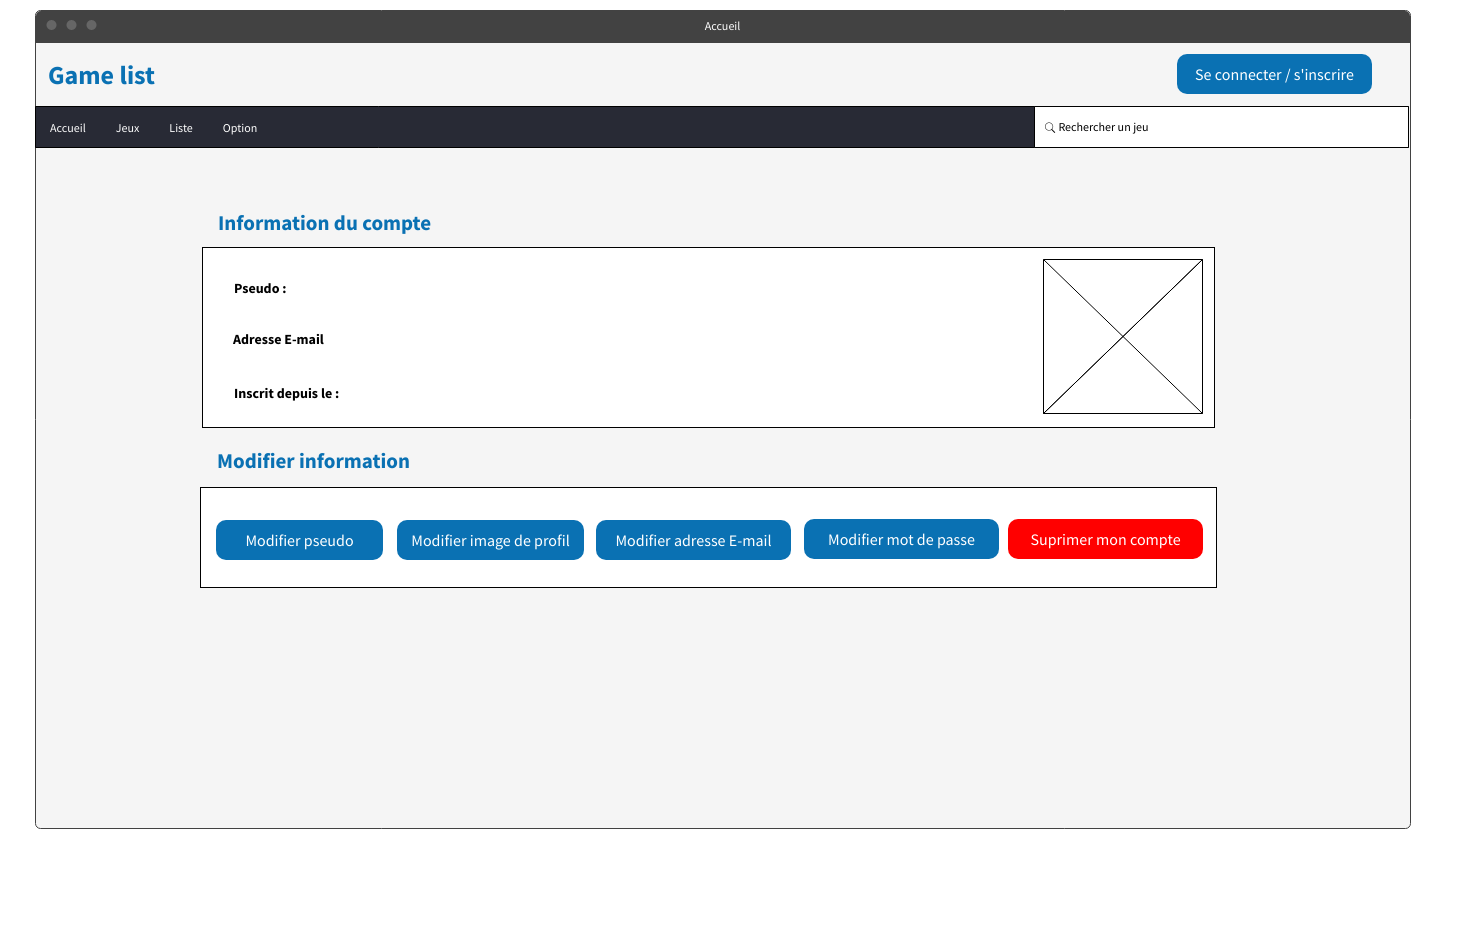 Accueil
Game list
Se connecter / s'inscrire
Accueil
Jeux
Liste
Option
Rechercher un jeu
Information du compte
Pseudo :
Adresse E-mail
Inscrit depuis le :
Modifier information
Modifier pseudo
Modifier image de profil
Modifier adresse E-mail
Modifier mot de passe
Suprimer mon compte